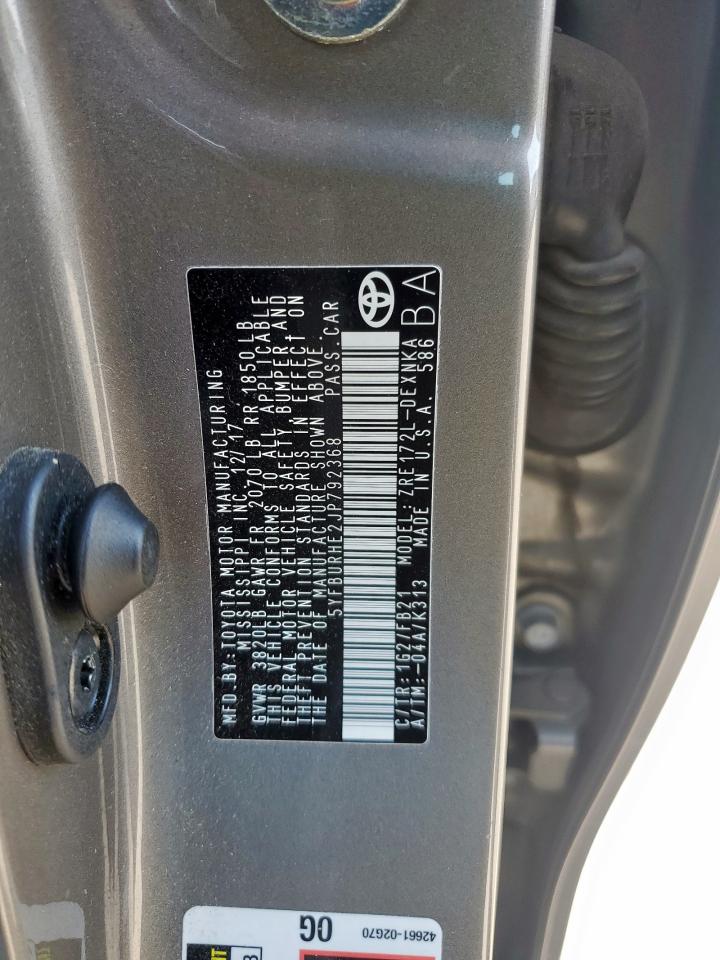 MFD.BY:TOYOTA MOTOR MANUFACTURING
MISSISSIPPI INC. 12/17
GVWR 3820LB GAWR FR 2070 LB RR 1850 LB
THIS VEHICLE CONFORMS TO ALL APPLICABLE
FEDERAL MOTOR VEHICLE SAFETY, BUMPER AND
THEFT PREVENTION STANDARDS IN EFFECT ON
THE DATE OF MANUFACTURE SHOWN ABOVE.
5YFBURHE2JP792368 PASS.CAR
C/TR: 1G27FB21 MODEL: ZRE172L-DEXNKA
A/TM: -04A/K313 MADE IN U.S.A. 586
BA
42661-02G70
0G